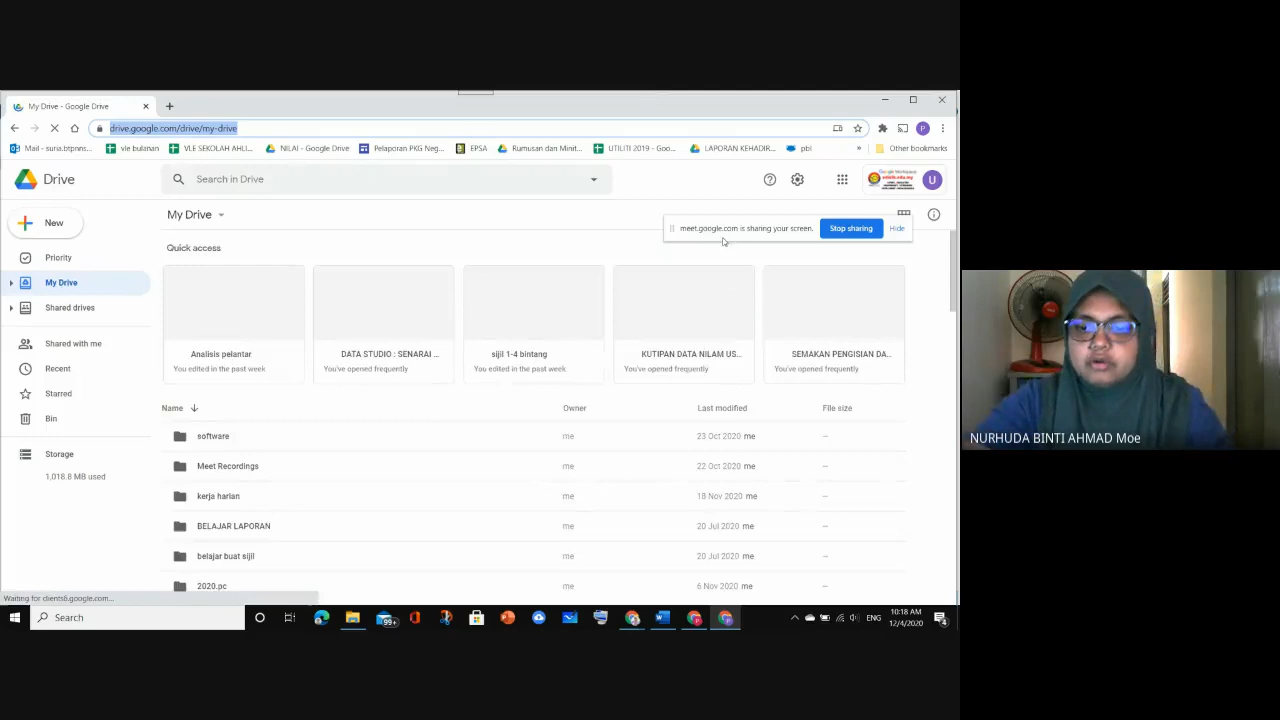 My Drive - Google Drive
drive.google.com/drive/my-drive
Mail - suria.btpnns...
vle bulanan
VLE SEKOLAH AHLI...
NILAI - Google Drive
Pelaporan PKG Neg...
EPSA
Rumusan dan Minit...
UTILITI 2019 - Goo...
LAPORAN KEHADIR...
pbl
»
Other bookmarks
Drive
Search in Drive
Google Workspace
U
New
My Drive
meet.google.com is sharing your screen.
Stop sharing
Hide
Quick access
Priority
My Drive
Shared drives
Shared with me
Recent
Starred
Bin
Storage
1,018.8 MB used
Analisis pelantar
You edited in the past week
DATA STUDIO : SENARAI ...
You've opened frequently
sijil 1-4 bintang
You edited in the past week
KUTIPAN DATA NILAM US...
You've opened frequently
SEMAKAN PENGISIAN DA...
You've opened frequently
Name Owner Last modified File size
software me 23 Oct 2020 me –
Meet Recordings me 22 Oct 2020 me –
kerja harian me 18 Nov 2020 me –
BELAJAR LAPORAN me 20 Jul 2020 me –
belajar buat sijil me 20 Jul 2020 me –
2020.pc me 6 Nov 2020 me –
Waiting for clients6.google.com...
Search
99+
ENG
10:18 AM
12/4/2020
4
NURHUDA BINTI AHMAD Moe